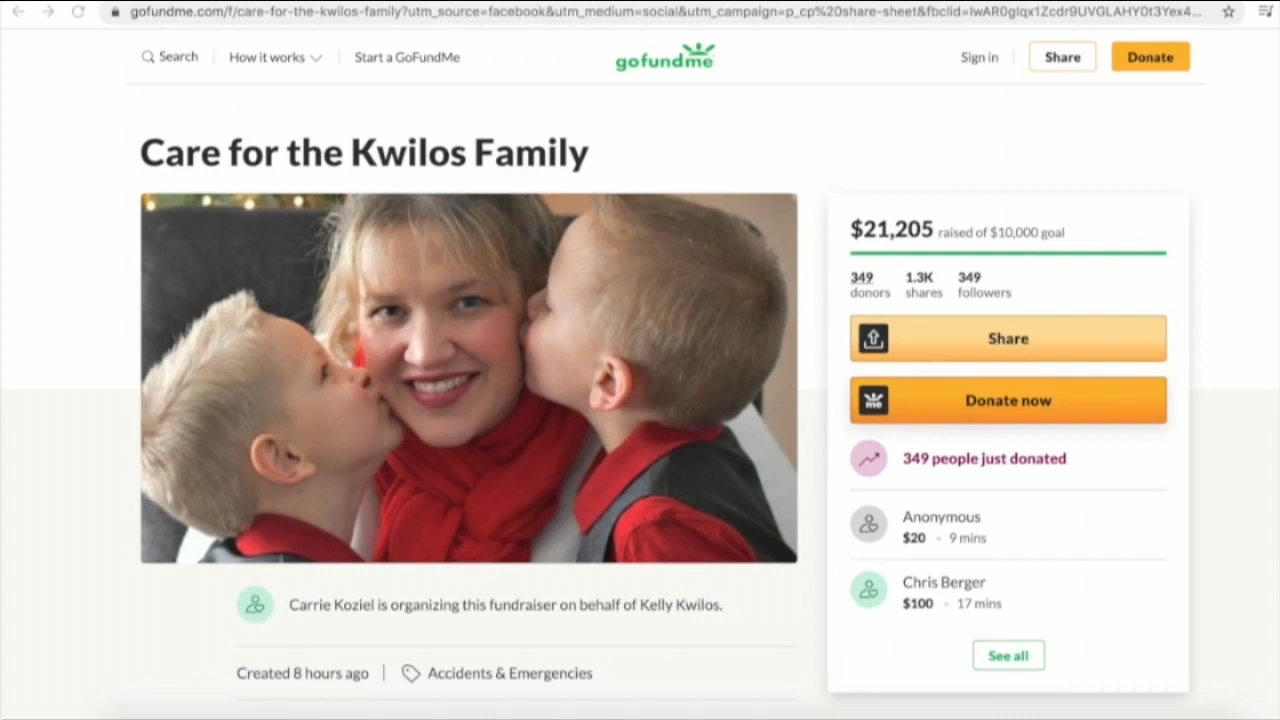 gofundme.com/f/care-for-the-kwilos-family?utm_source=facebook&utm_medium=social&utm_campaign=p_cp%20share-sheet&fbclid=IwAR0glqx1Zcdr9UVGLAHY0t3Yex4...
Search How it works Start a GoFundMe gofundme Sign in Share Donate
Care for the Kwilos Family
$21,205 raised of $10,000 goal
349 1.3K 349
donors shares followers
Share
me Donate now
349 people just donated
Anonymous
$20 • 9 mins
Chris Berger
$100 • 17 mins
See all
Carrie Koziel is organizing this fundraiser on behalf of Kelly Kwilos.
Created 8 hours ago | Accidents & Emergencies